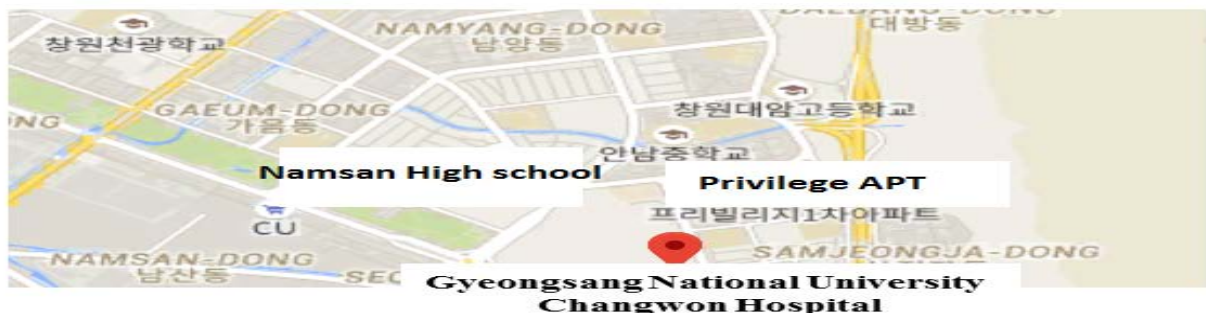 창원천광학교
NAMYANG-DONG
남양동
DAEBANG-DONG
대방동
GAEUM-DONG
가음동
ONG
창원대암고등학교
안남중학교
Namsan High school
Privilege APT
CU
프리빌리지1차아파트
NAMSAN-DONG
남산동
SAMJEONGJA-DONG
Gyeongsang National University
Changwon Hospital